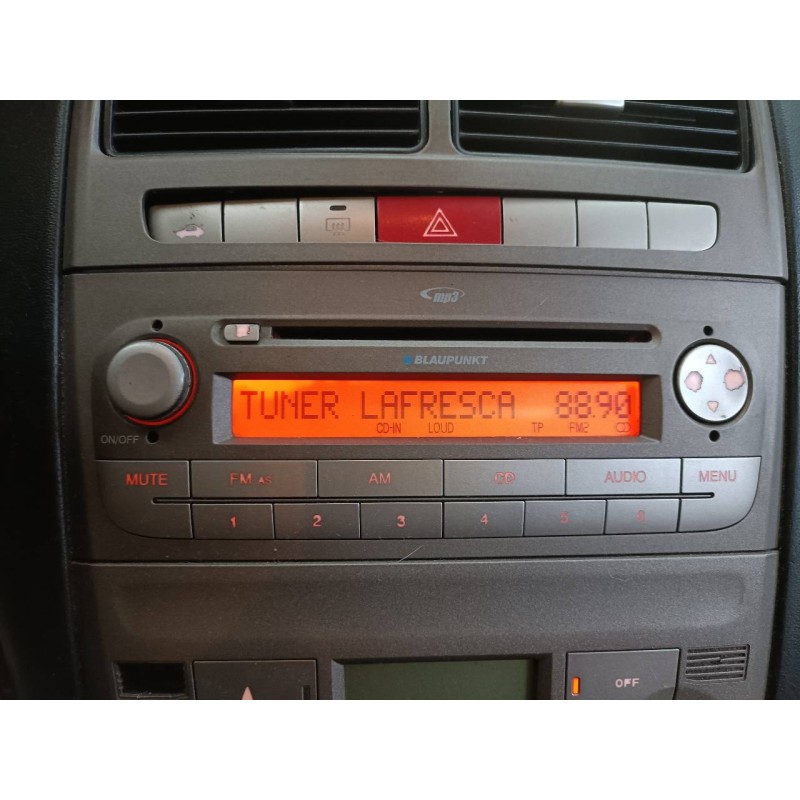 mp3
BLAUPUNKT
TUNER LAFRESCA 88.90
CD-IN LOUD TP FM2
ON/OFF
MUTE FM AS AM CD AUDIO MENU
1 2 3 4 5 6
OFF